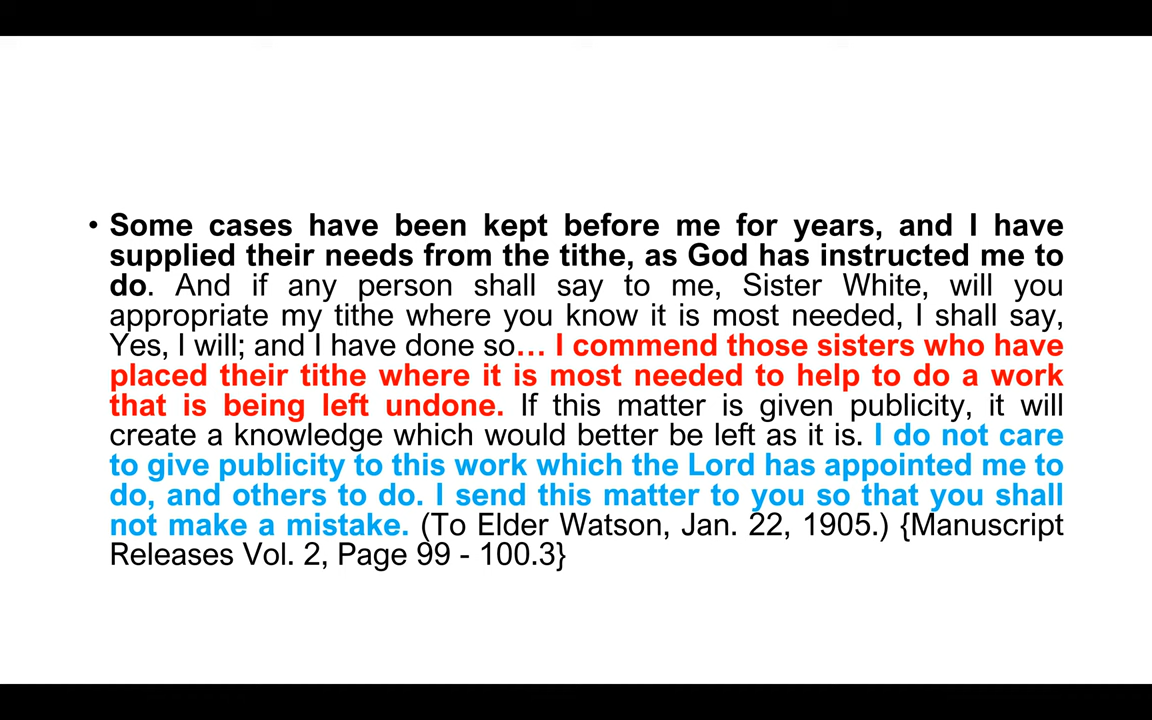 • Some cases have been kept before me for years, and I have
supplied their needs from the tithe, as God has instructed me to
do. And if any person shall say to me, Sister White, will you
appropriate my tithe where you know it is most needed, I shall say,
Yes, I will; and I have done so… I commend those sisters who have
placed their tithe where it is most needed to help to do a work
that is being left undone. If this matter is given publicity, it will
create a knowledge which would better be left as it is. I do not care
to give publicity to this work which the Lord has appointed me to
do, and others to do. I send this matter to you so that you shall
not make a mistake. (To Elder Watson, Jan. 22, 1905.) {Manuscript
Releases Vol. 2, Page 99 - 100.3}